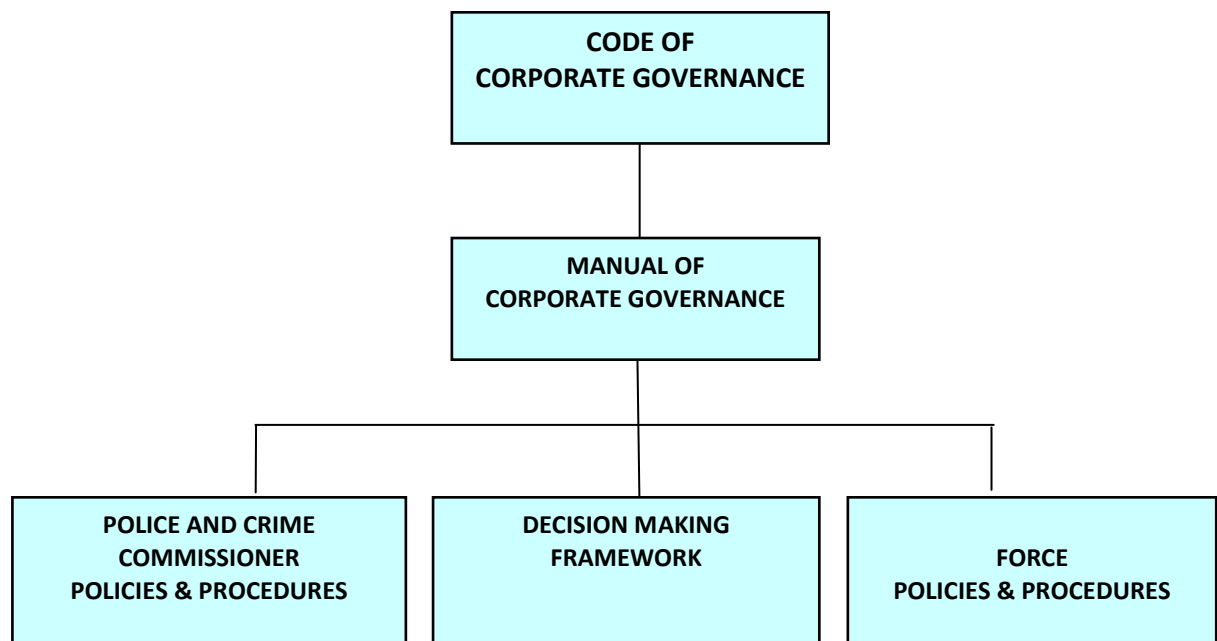 CODE OF
CORPORATE GOVERNANCE
MANUAL OF
CORPORATE GOVERNANCE
POLICE AND CRIME
COMMISSIONER
POLICIES & PROCEDURES
DECISION MAKING
FRAMEWORK
FORCE
POLICIES & PROCEDURES